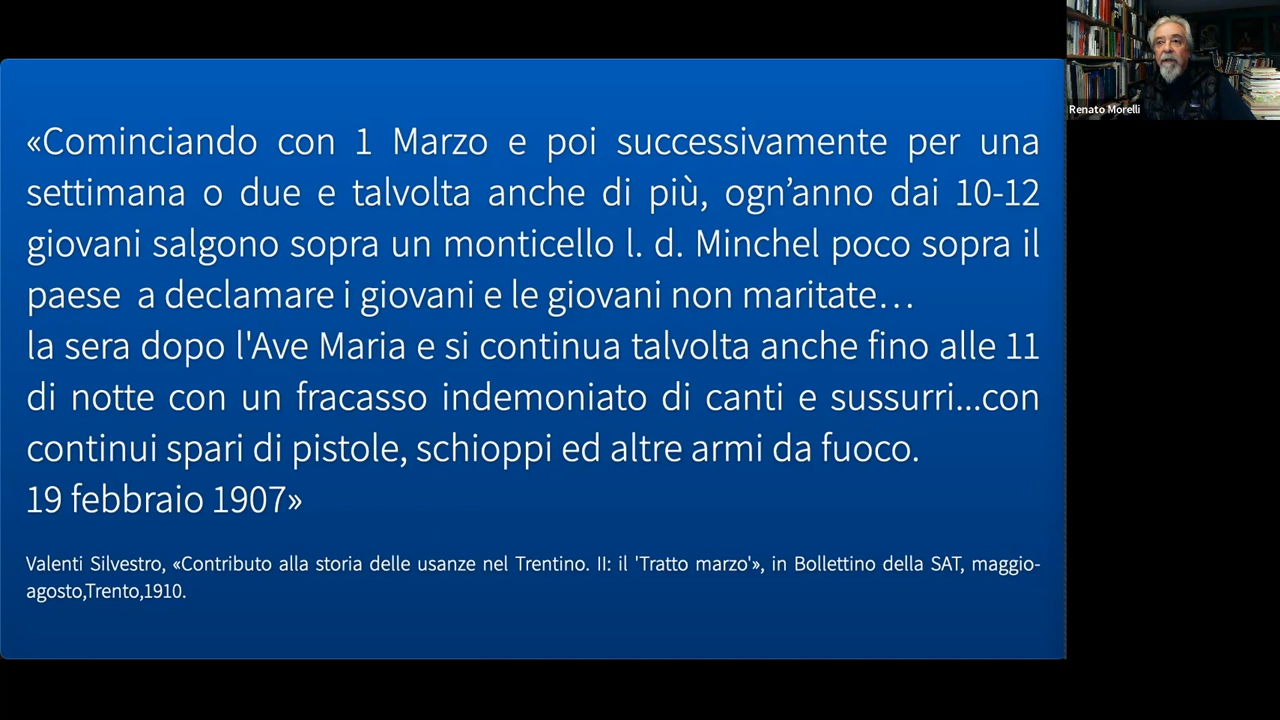 «Cominciando con 1 Marzo e poi successivamente per una
settimana o due e talvolta anche di più, ogn’anno dai 10-12
giovani salgono sopra un monticello l. d. Minchel poco sopra il
paese  a declamare i giovani e le giovani non maritate…
la sera dopo l'Ave Maria e si continua talvolta anche fino alle 11
di notte con un fracasso indemoniato di canti e sussurri...con
continui spari di pistole, schioppi ed altre armi da fuoco.
19 febbraio 1907»
Valenti Silvestro, «Contributo alla storia delle usanze nel Trentino. II: il 'Tratto marzo'», in Bollettino della SAT, maggio-
agosto,Trento,1910.
Renato Morelli